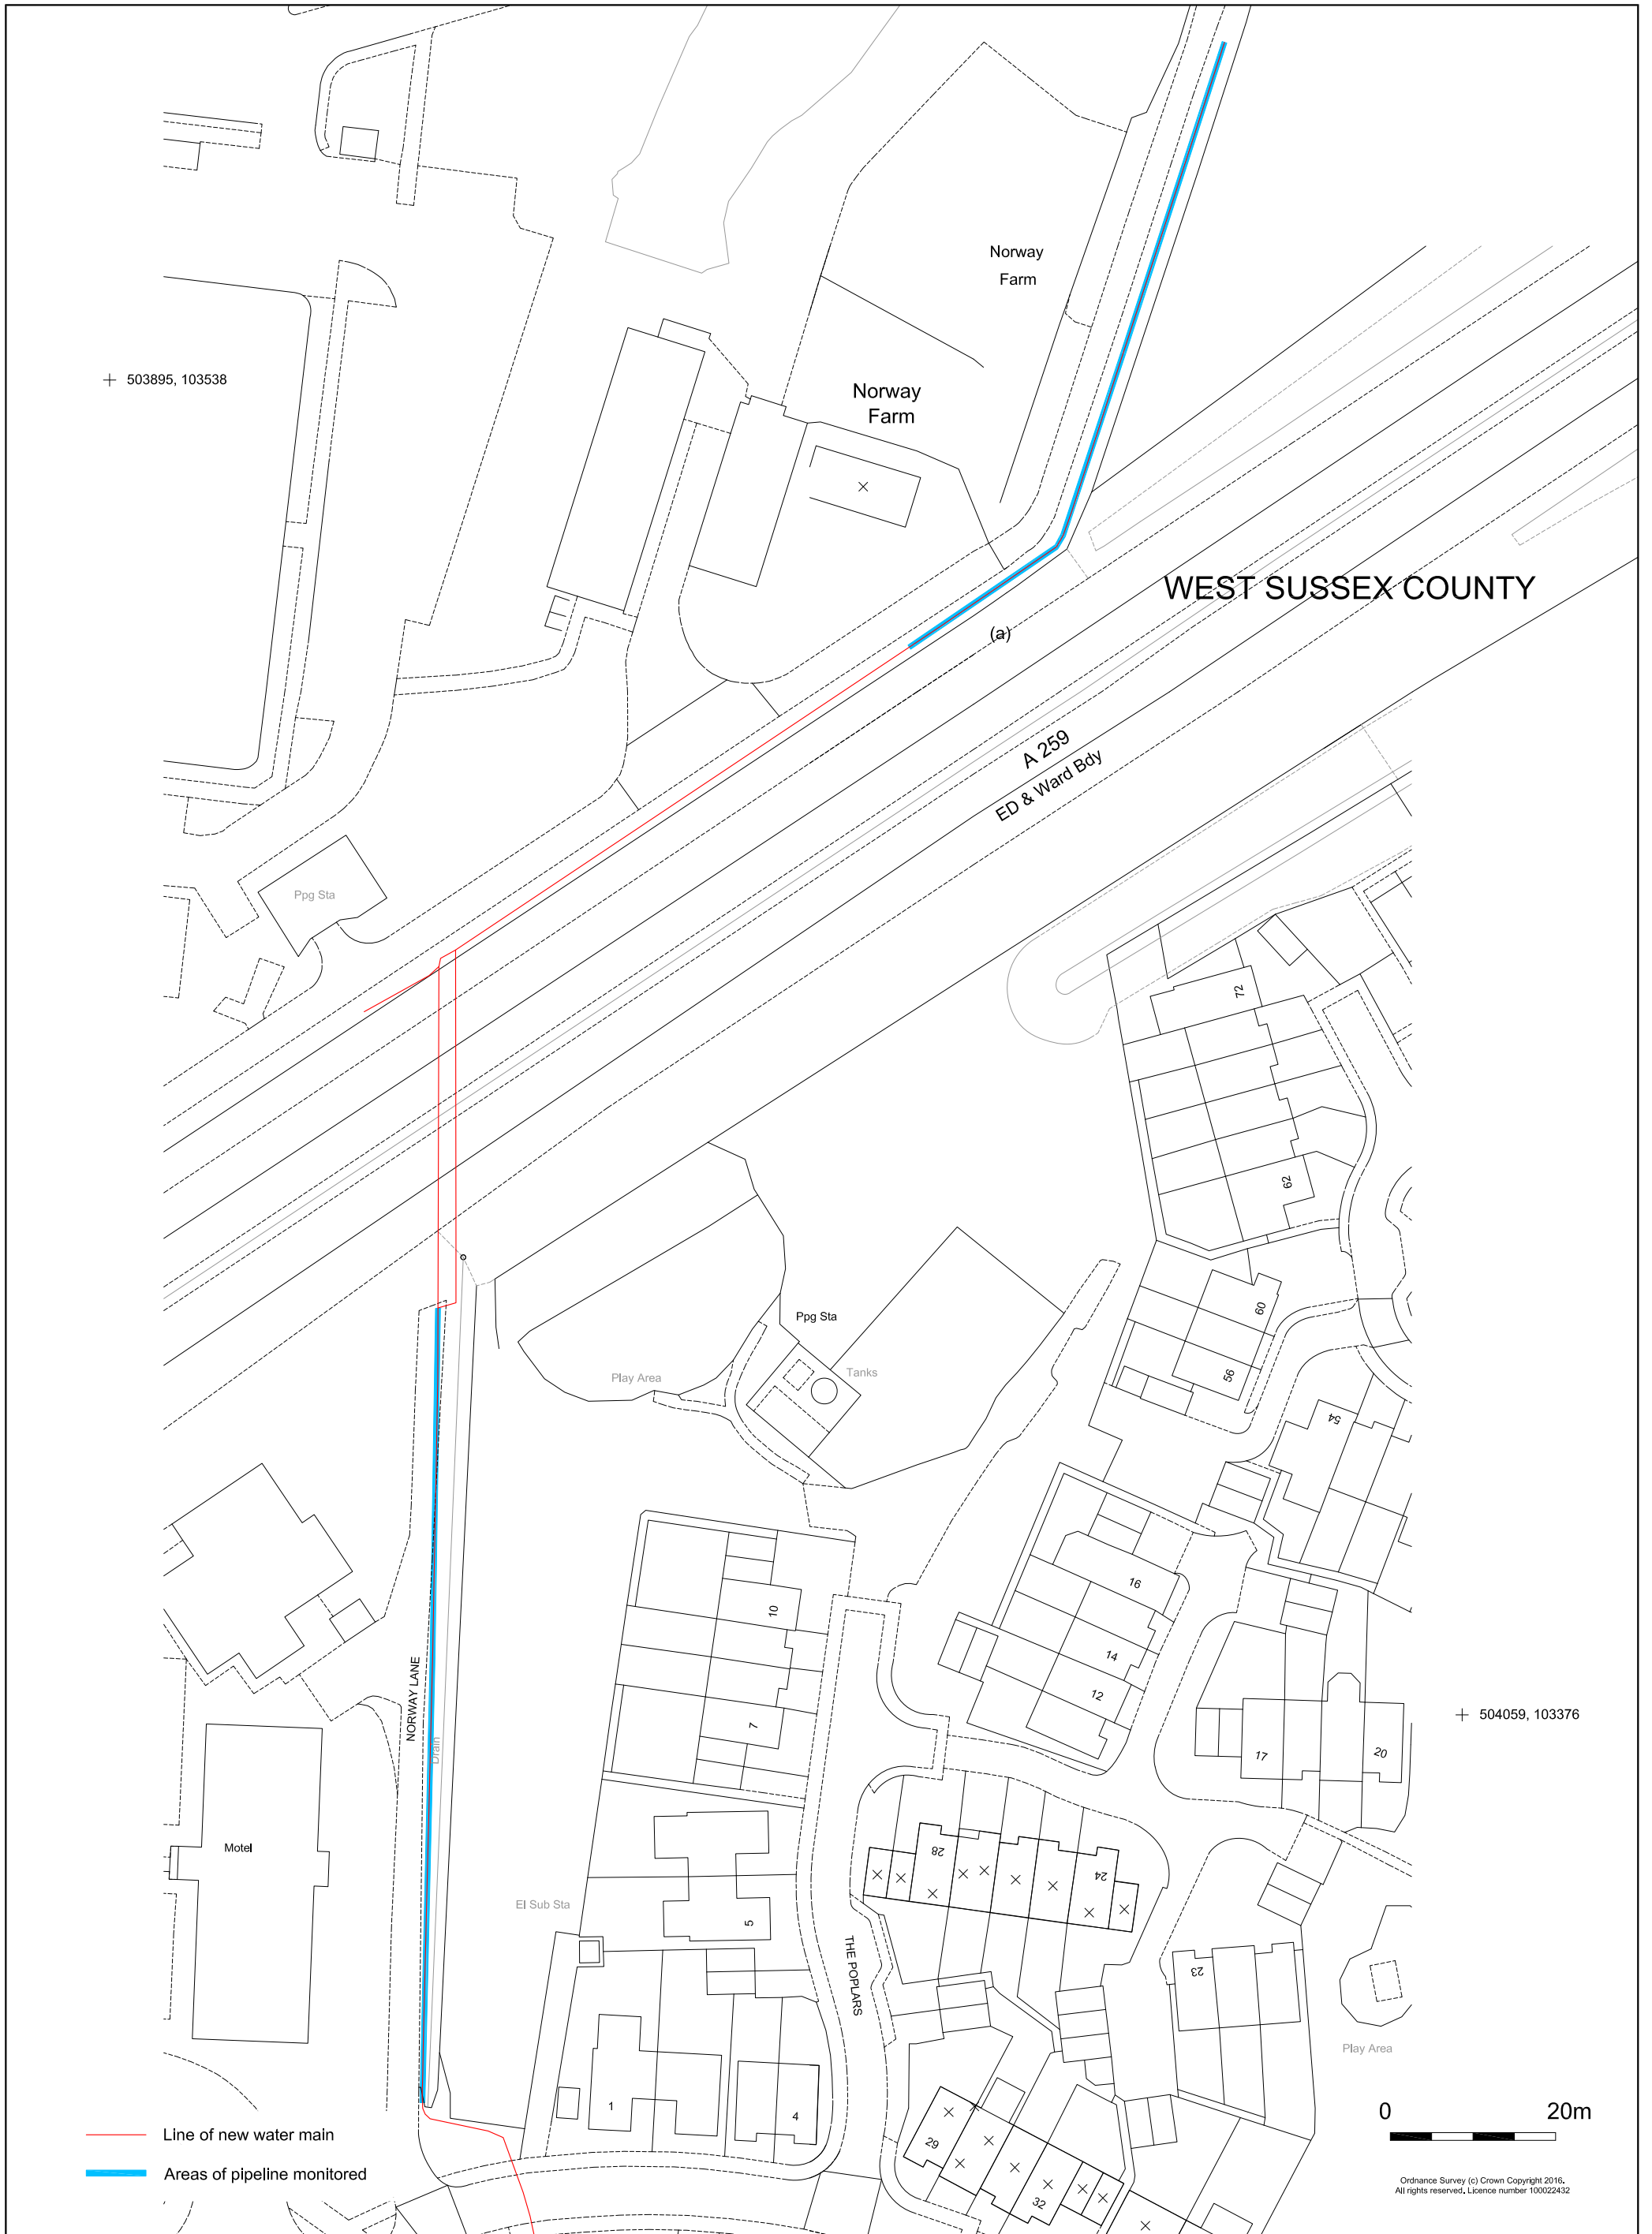 Norway
Farm
503895, 103538
Norway
Farm
WEST SUSSEX COUNTY
(a)
A 259
ED & Ward Bdy
Ppg Sta
72
62
Ppg Sta
60
Play Area
Tanks
56
54
16
10
14
NORWAY LANE
12
504059, 103376
7
17
20
Drain
Motel
28
24
El Sub Sta
5
THE POPLARS
23
Play Area
1
4
29
32
0 20m
Line of new water main
Areas of pipeline monitored
Ordnance Survey (c) Crown Copyright 2016.
All rights reserved. Licence number 100022432